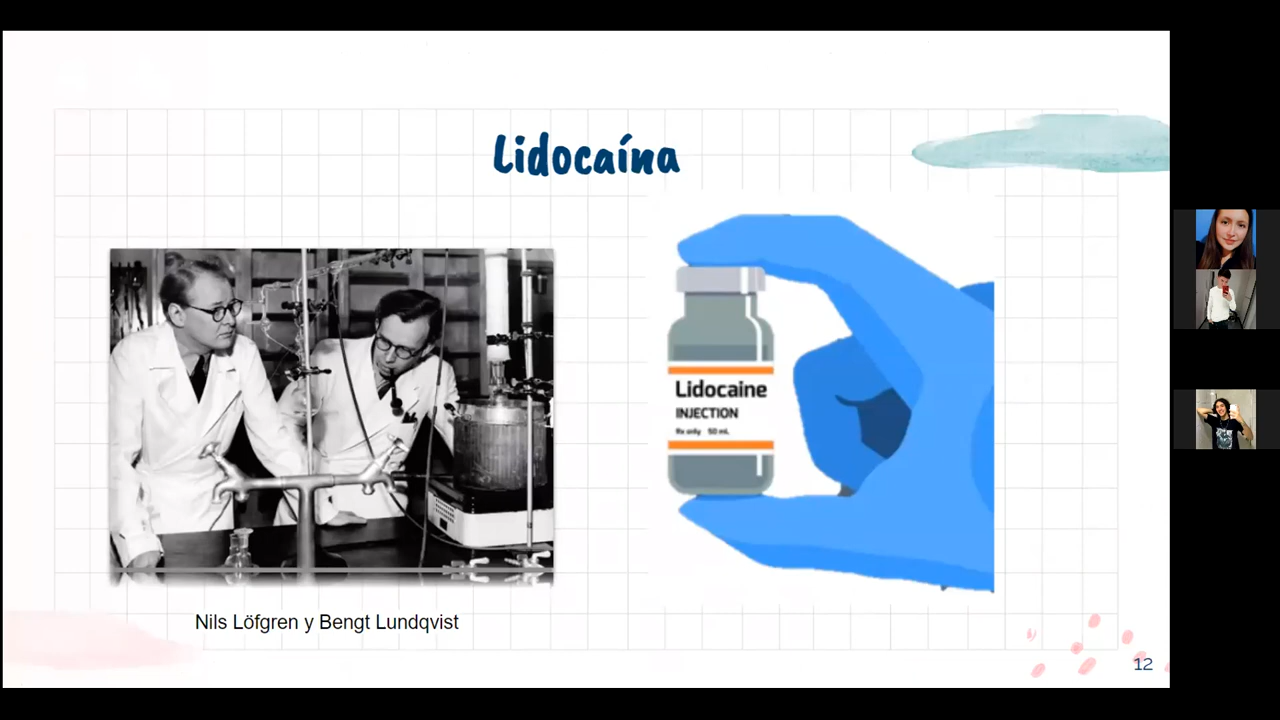 Lidocaína
Lidocaine
INJECTION
Rx only 50 mL
Nils Löfgren y Bengt Lundqvist
12